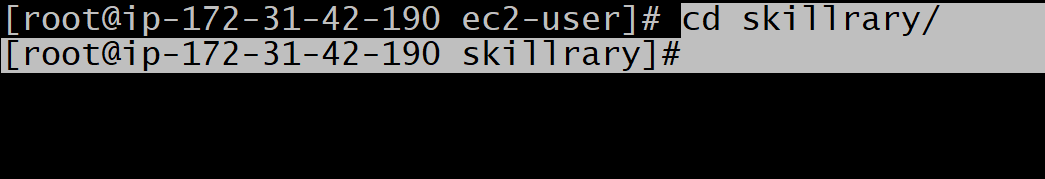 [root@ip-172-31-42-190 ec2-user]# cd skillrary/
[root@ip-172-31-42-190 skillrary]#